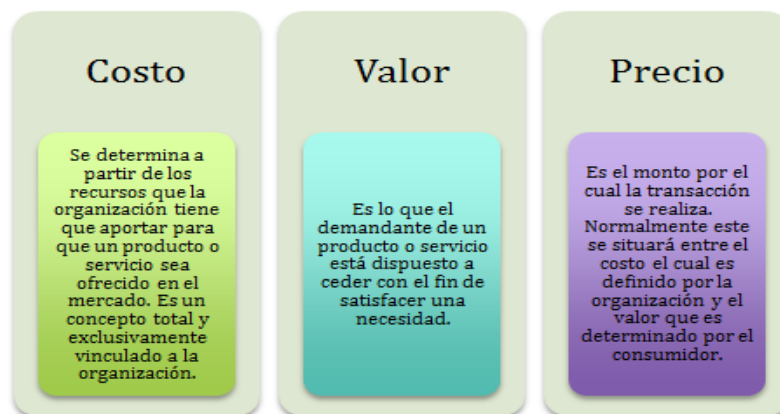 Costo
Se determina a
partir de los
recursos que la
organización tiene
que aportar para
que un producto o
servicio sea
ofrecido en el
mercado. Es un
concepto total y
exclusivamente
vinculado a la
organización.
Valor
Es lo que el
demandante de un
producto o servicio
está dispuesto a
ceder con el fin de
satisfacer una
necesidad.
Precio
Es el monto por el
cual la transacción
se realiza.
Normalmente este
se situará entre el
costo el cual es
definido por la
organización y el
valor que es
determinado por el
consumidor.